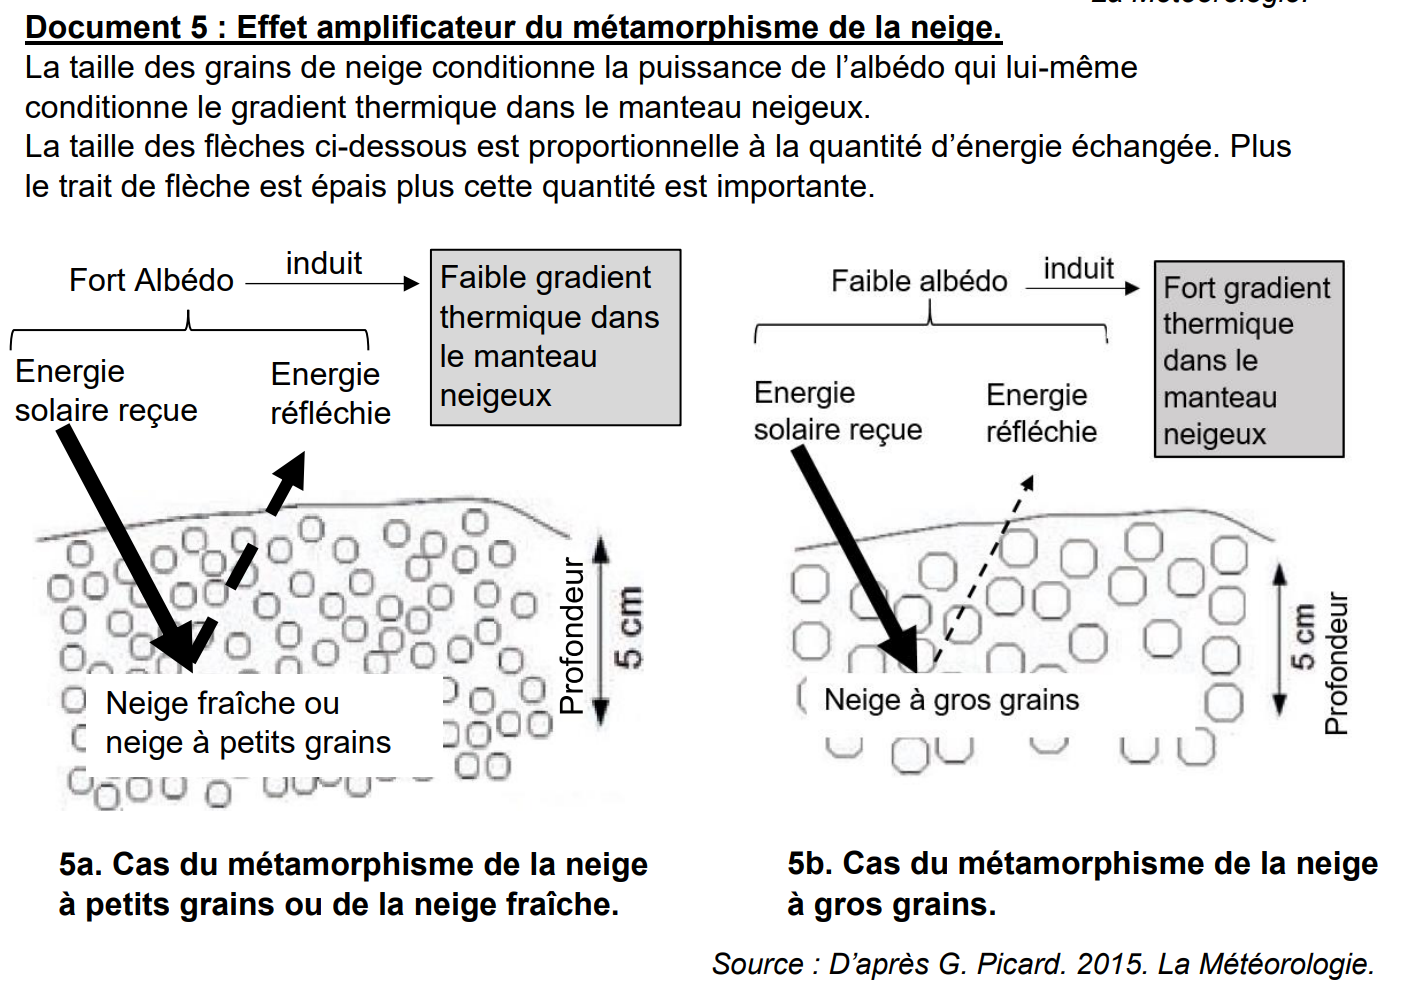 La Météorologie.
Document 5 : Effet amplificateur du métamorphisme de la neige.
La taille des grains de neige conditionne la puissance de l’albédo qui lui-même
conditionne le gradient thermique dans le manteau neigeux.
La taille des flèches ci-dessous est proportionnelle à la quantité d’énergie échangée. Plus
le trait de flèche est épais plus cette quantité est importante.
Fort Albédo
induit
Faible gradient
thermique dans
le manteau
neigeux
Energie
solaire reçue
Energie
réfléchie
Neige fraîche ou
neige à petits grains
Profondeur
5 cm
5a. Cas du métamorphisme de la neige
à petits grains ou de la neige fraîche.
Faible albédo
induit
Fort gradient
thermique
dans le
manteau
neigeux
Energie
solaire reçue
Energie
réfléchie
Neige à gros grains
5 cm
Profondeur
5b. Cas du métamorphisme de la neige
à gros grains.
Source : D’après G. Picard. 2015. La Météorologie.